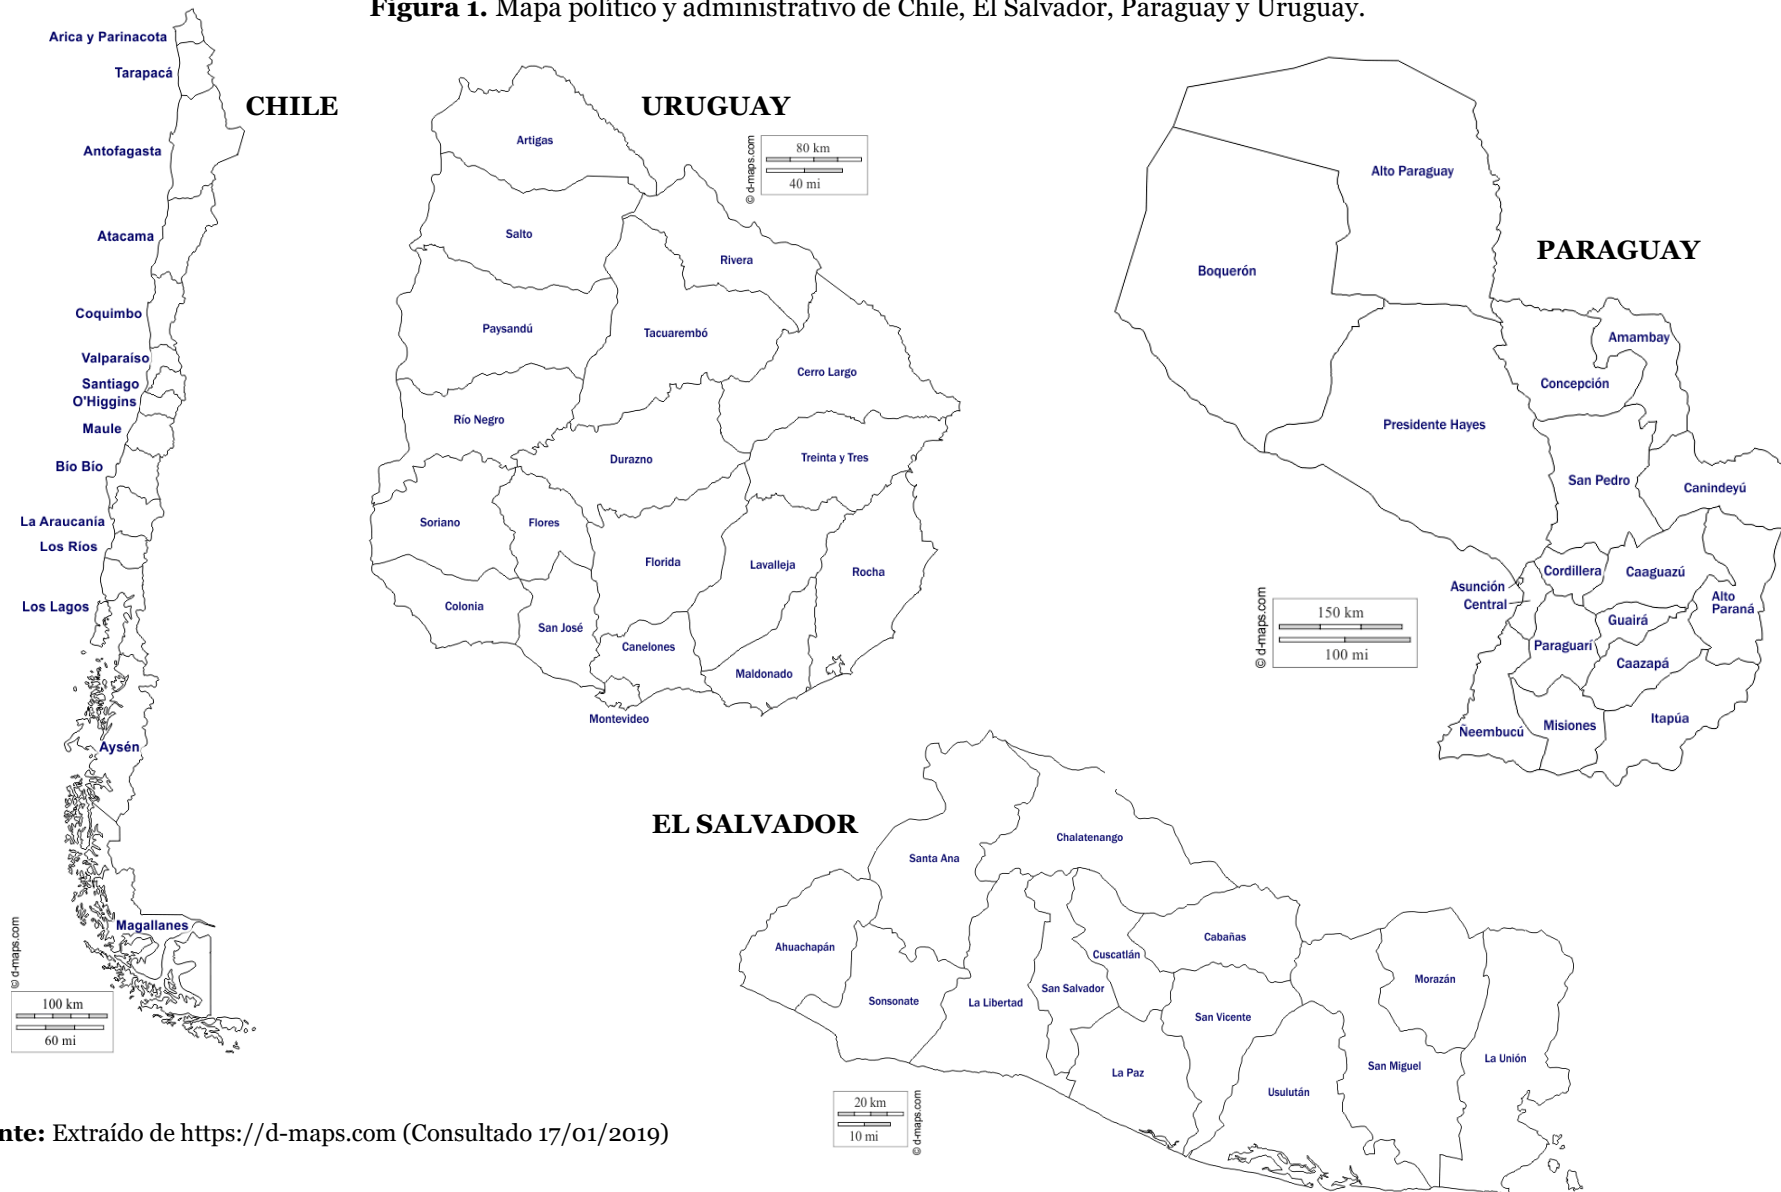 Figura 1. Mapa político y administrativo de Chile, El Salvador, Paraguay y Uruguay.
CHILE
Arica y Parinacota
Tarapacá
Antofagasta
Atacama
Coquimbo
Valparaíso
Santiago
O'Higgins
Maule
Bío Bío
La Araucanía
Los Ríos
Los Lagos
Aysén
Magallanes
© d-maps.com
100 km
60 mi
URUGUAY
80 km
40 mi
© d-maps.com
Artigas
Salto
Rivera
Paysandú
Tacuarembó
Cerro Largo
Río Negro
Durazno
Treinta y Tres
Soriano
Flores
Florida
Lavalleja
Rocha
Colonia
San José
Canelones
Maldonado
Montevideo
PARAGUAY
Alto Paraguay
Boquerón
Amambay
Concepción
Presidente Hayes
San Pedro
Canindeyú
Asunción
Central
Cordillera
Caaguazú
Alto
Paraná
Guairá
Paraguarí
Caazapá
Ñeembucú
Misiones
Itapúa
© d-maps.com
150 km
100 mi
EL SALVADOR
Chalatenango
Santa Ana
Ahuachapán
Sonsonate
La Libertad
San Salvador
Cuscatlán
Cabañas
San Vicente
La Paz
Usulután
San Miguel
Morazán
La Unión
20 km
10 mi
© d-maps.com
nte: Extraído de https://d-maps.com (Consultado 17/01/2019)